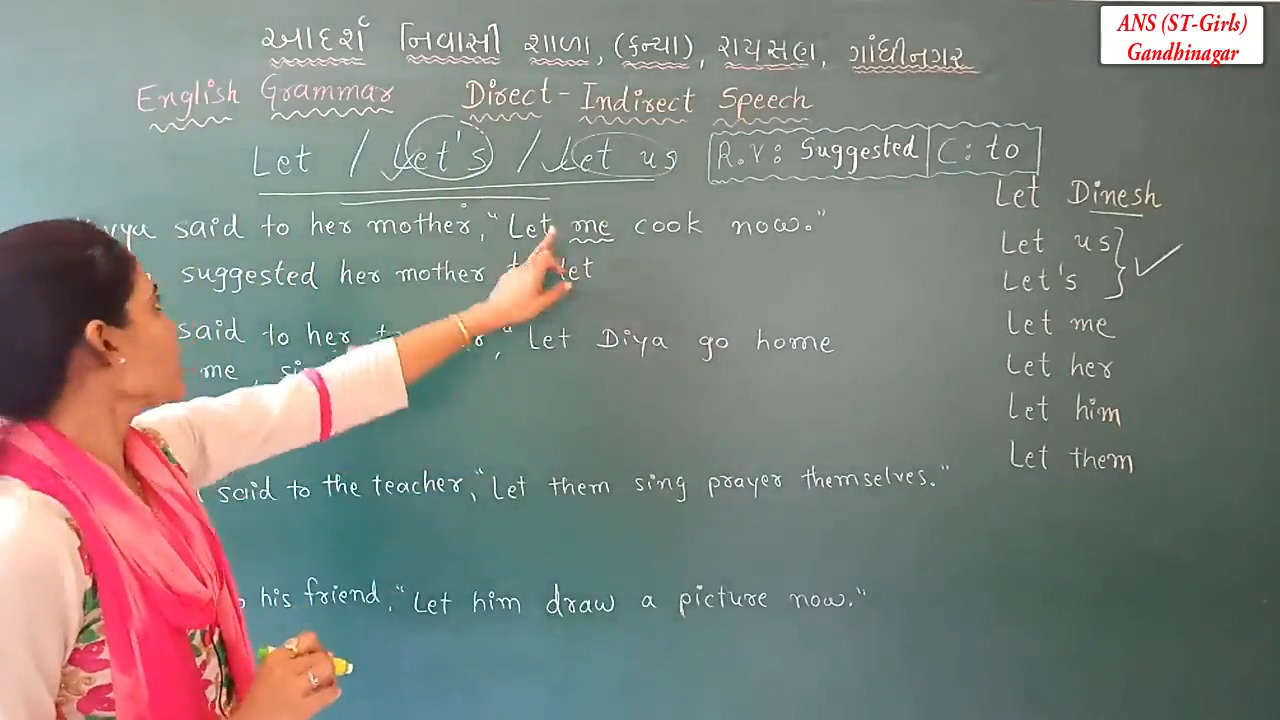 આદર્શ નિવાસી શાળા, (કન્યા), રાયસણ, ગાંધીનગર
ANS (ST-Girls)
Gandhinagar
English Grammar Direct - Indirect Speech
Let / Let's / Let us
R.V: Suggested C: to
said to her mother, "Let me cook now."
suggested her mother let
said to her "Let Diya go home
me,
said to the teacher, "Let them sing prayer themselves."
his friend, "Let him draw a picture now."
Let Dinesh
Let us
Let's
Let me
Let her
Let him
Let them